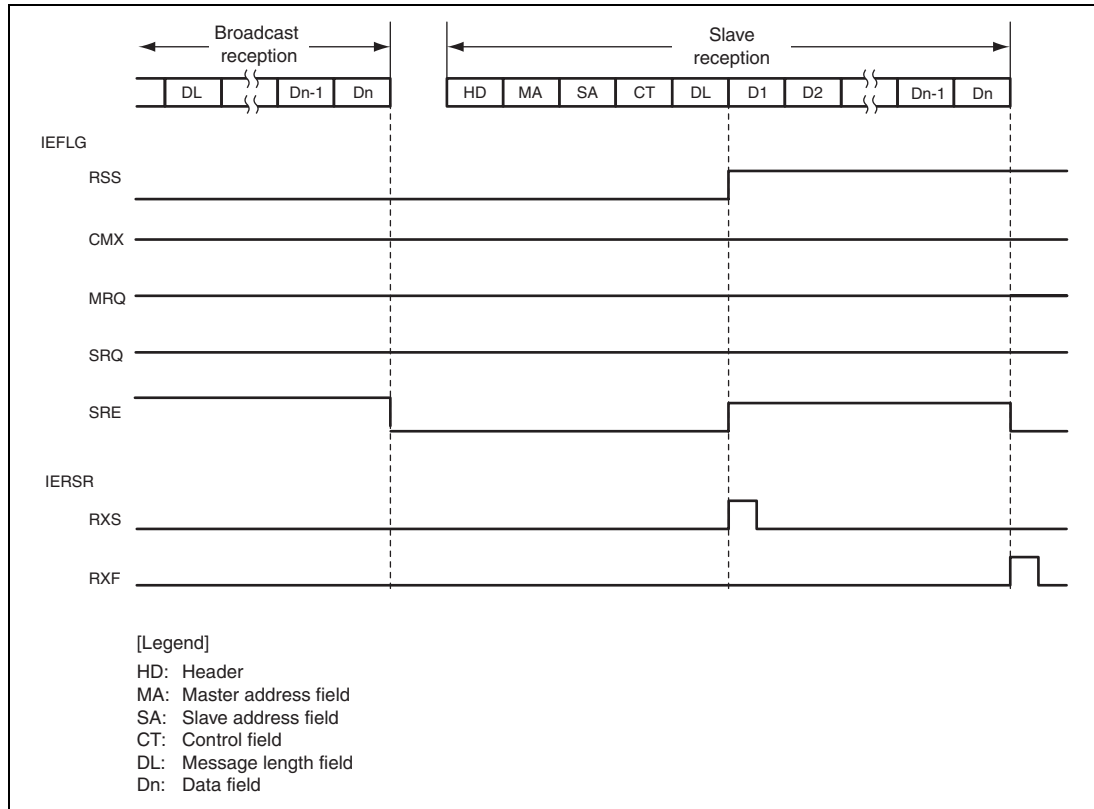 Broadcast reception
Slave reception
DL Dn-1 Dn HD MA SA CT DL D1 D2 Dn-1 Dn
IEFLG
RSS
CMX
MRQ
SRQ
SRE
IERSR
RXS
RXF
[Legend]
HD: Header
MA: Master address field
SA: Slave address field
CT: Control field
DL: Message length field
Dn: Data field